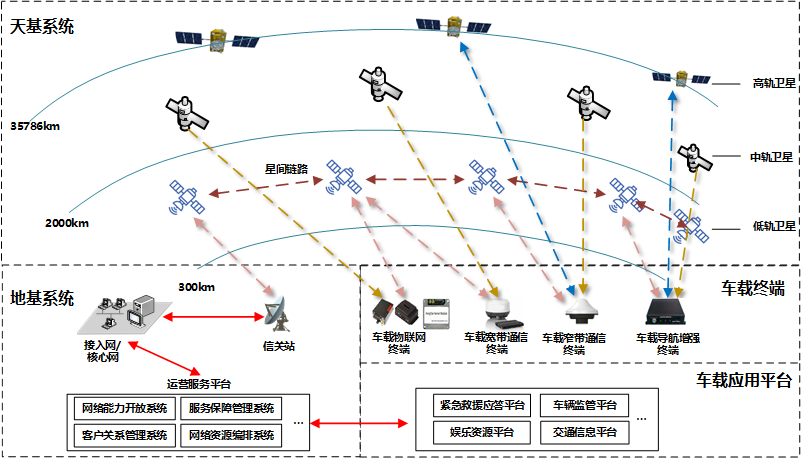 天基系统
高轨卫星
35786km
中轨卫星
星间链路
2000km
低轨卫星
300km
地基系统
车载终端
接入网/
核心网
信关站
车载物联网
终端
车载宽带通信
终端
车载窄带通信
终端
车载导航增强
终端
运营服务平台
车载应用平台
网络能力开放系统
服务保障管理系统
客户关系管理系统
网络资源编排系统
...
紧急救援应答平台
车辆监管平台
娱乐资源平台
交通信息平台
...